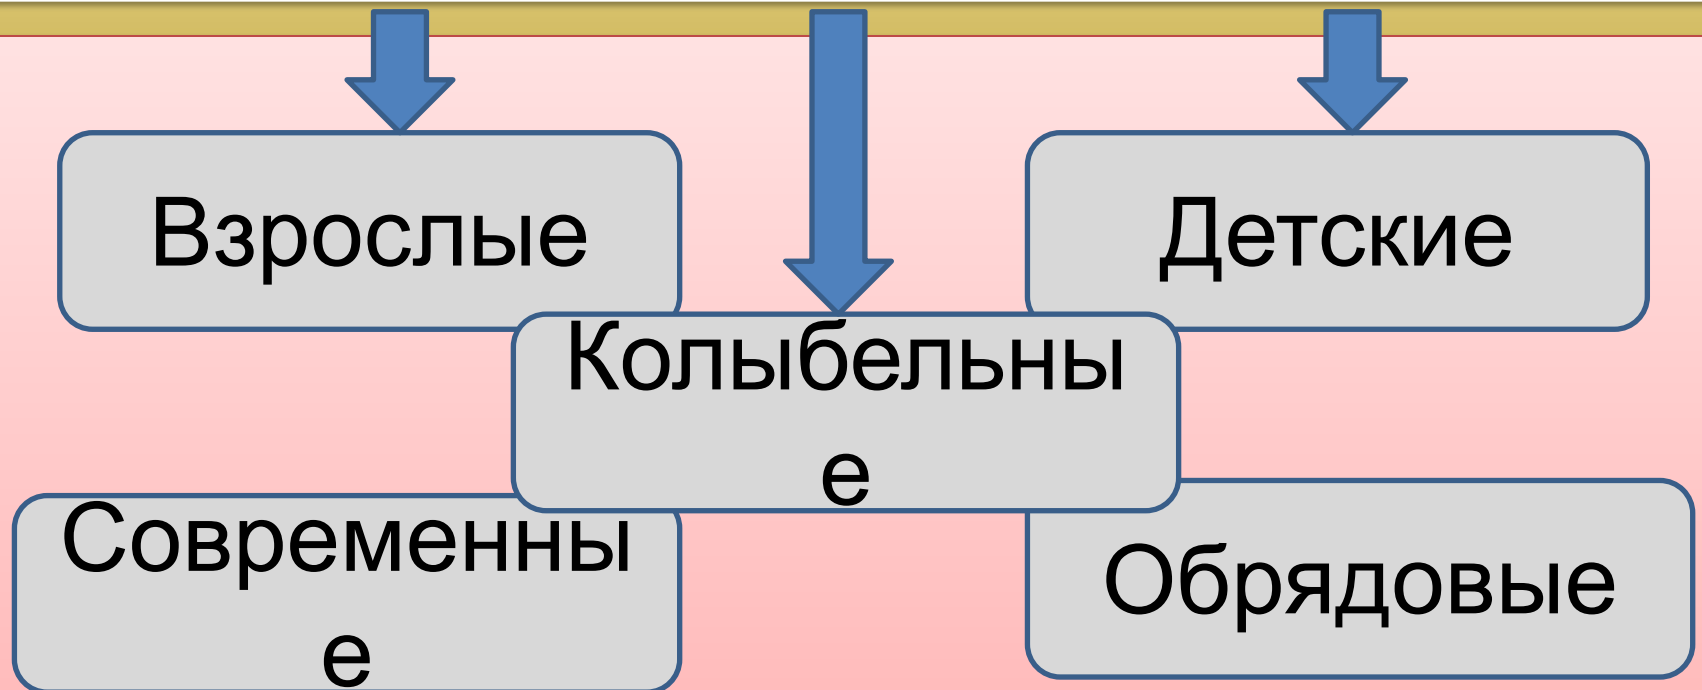 Взрослые
Детские
Колыбельны
е
Современны
е
Обрядовые